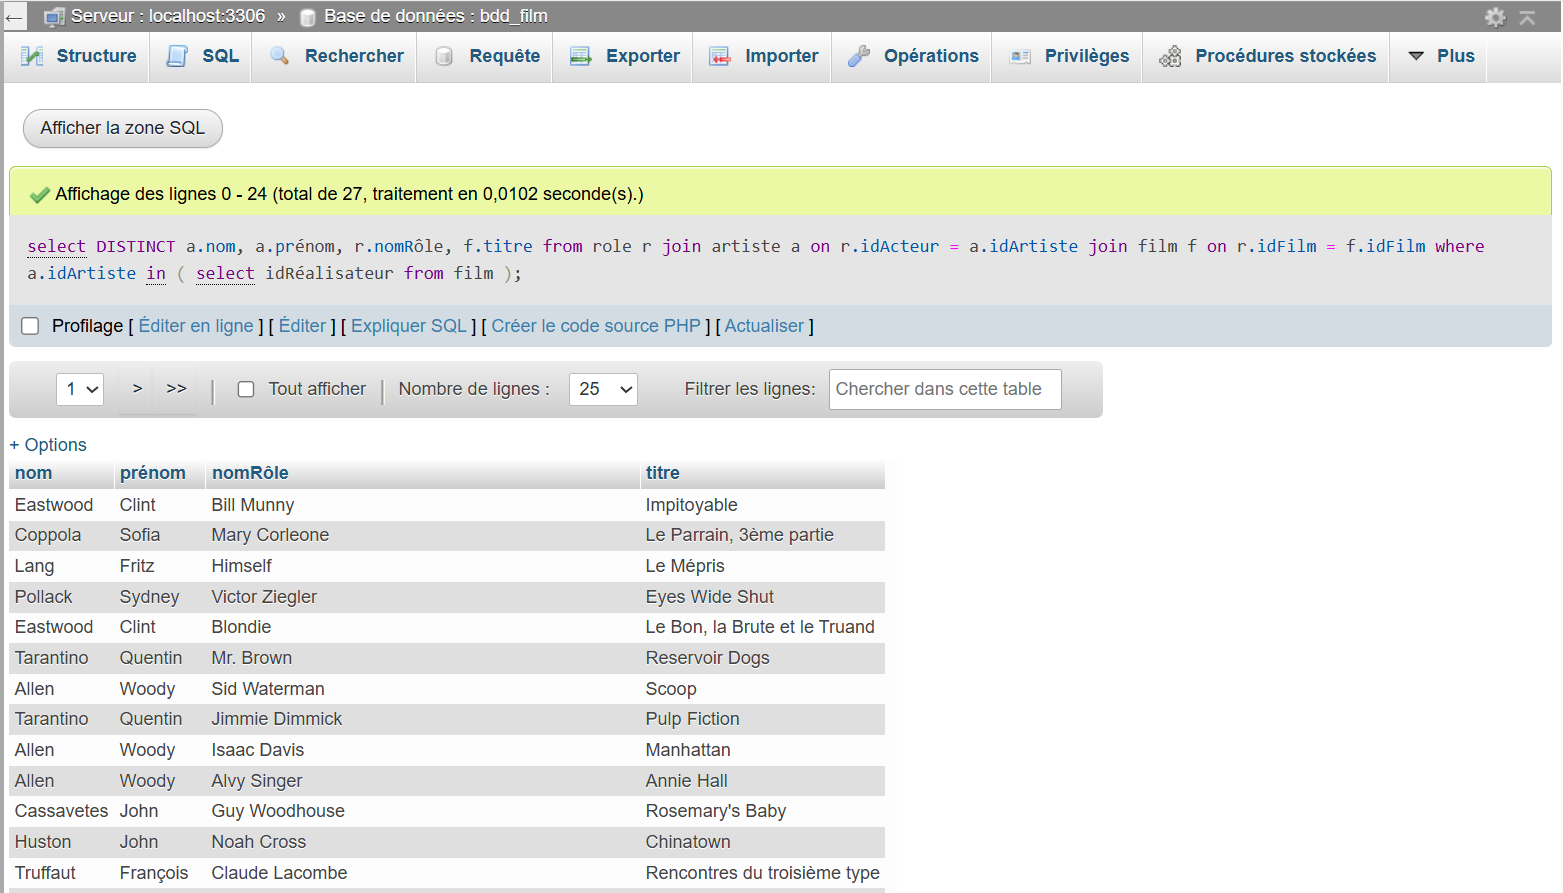 ← Serveur : localhost:3306 » Base de données : bdd_film
Structure SQL Rechercher Requête Exporter Importer Opérations Privilèges Procédures stockées Plus
Afficher la zone SQL
Affichage des lignes 0 - 24 (total de 27, traitement en 0,0102 seconde(s).)
select DISTINCT a.nom, a.prénom, r.nomRôle, f.titre from role r join artiste a on r.idActeur = a.idArtiste join film f on r.idFilm = f.idFilm where
a.idArtiste in ( select idRéalisateur from film );
Profilage [ Éditer en ligne ] [ Éditer ] [ Expliquer SQL ] [ Créer le code source PHP ] [ Actualiser ]
1 > >> | Tout afficher | Nombre de lignes : 25 Filtrer les lignes: Chercher dans cette table
+ Options
nom prénom nomRôle titre
Eastwood Clint Bill Munny Impitoyable
Coppola Sofia Mary Corleone Le Parrain, 3ème partie
Lang Fritz Himself Le Mépris
Pollack Sydney Victor Ziegler Eyes Wide Shut
Eastwood Clint Blondie Le Bon, la Brute et le Truand
Tarantino Quentin Mr. Brown Reservoir Dogs
Allen Woody Sid Waterman Scoop
Tarantino Quentin Jimmie Dimmick Pulp Fiction
Allen Woody Isaac Davis Manhattan
Allen Woody Alvy Singer Annie Hall
Cassavetes John Guy Woodhouse Rosemary's Baby
Huston John Noah Cross Chinatown
Truffaut François Claude Lacombe Rencontres du troisième type